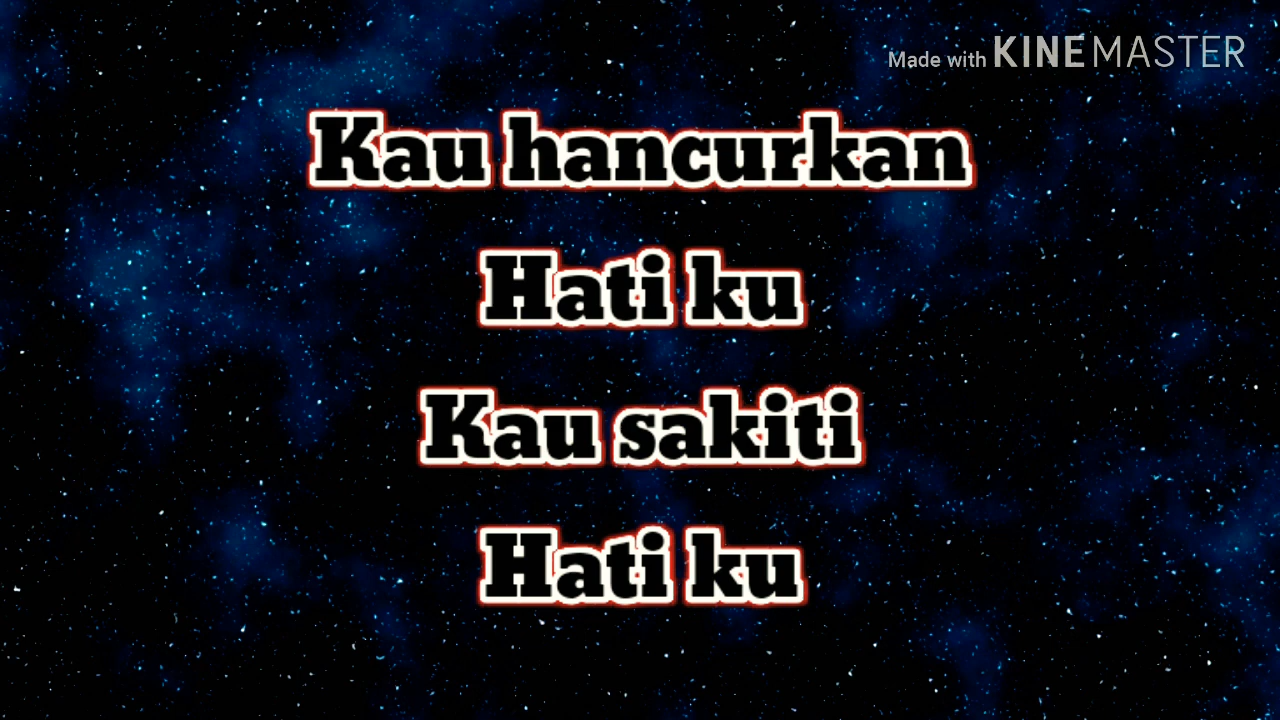 Made with KINEMASTER
Kau hancurkan
Hati ku
Kau sakiti
Hati ku